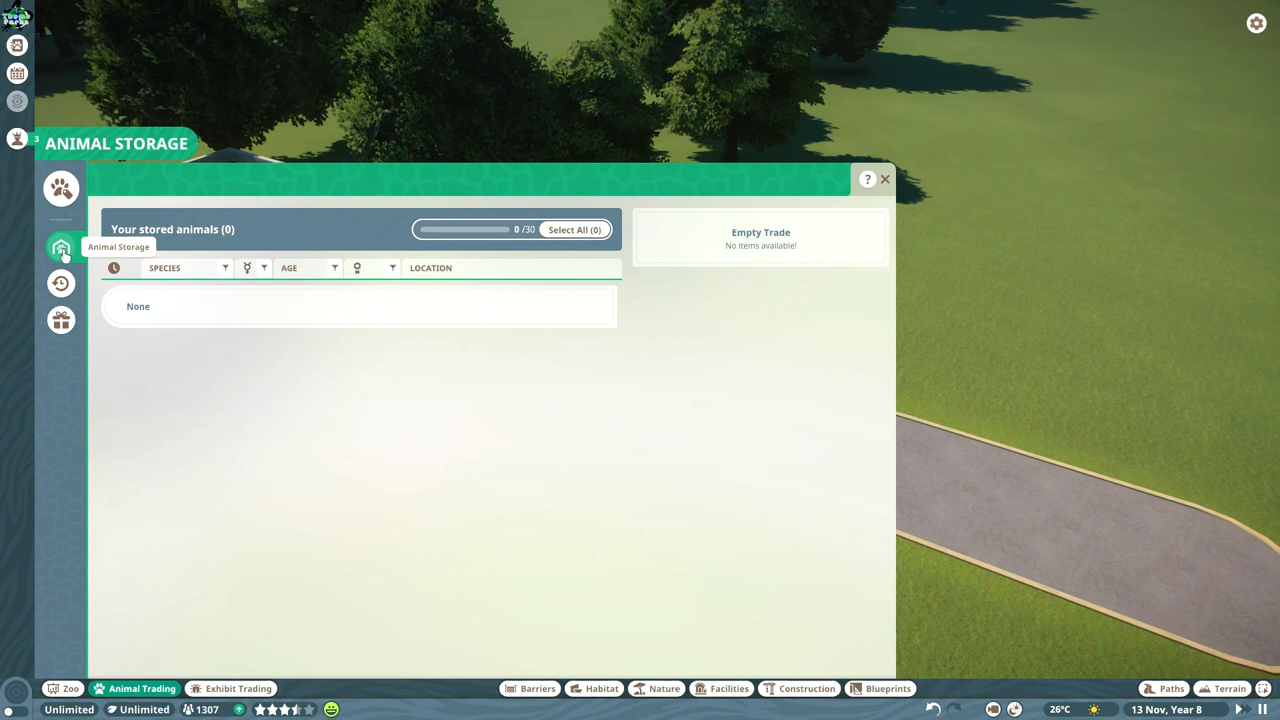 3
ANIMAL STORAGE
?
Your stored animals (0)
0 /30
Select All (0)
Empty Trade
No items available!
Animal Storage
SPECIES
AGE
LOCATION
None
Zoo
Animal Trading
Exhibit Trading
Barriers
Habitat
Nature
Facilities
Construction
Blueprints
Paths
Terrain
Unlimited
Unlimited
1307
26°C
13 Nov, Year 8